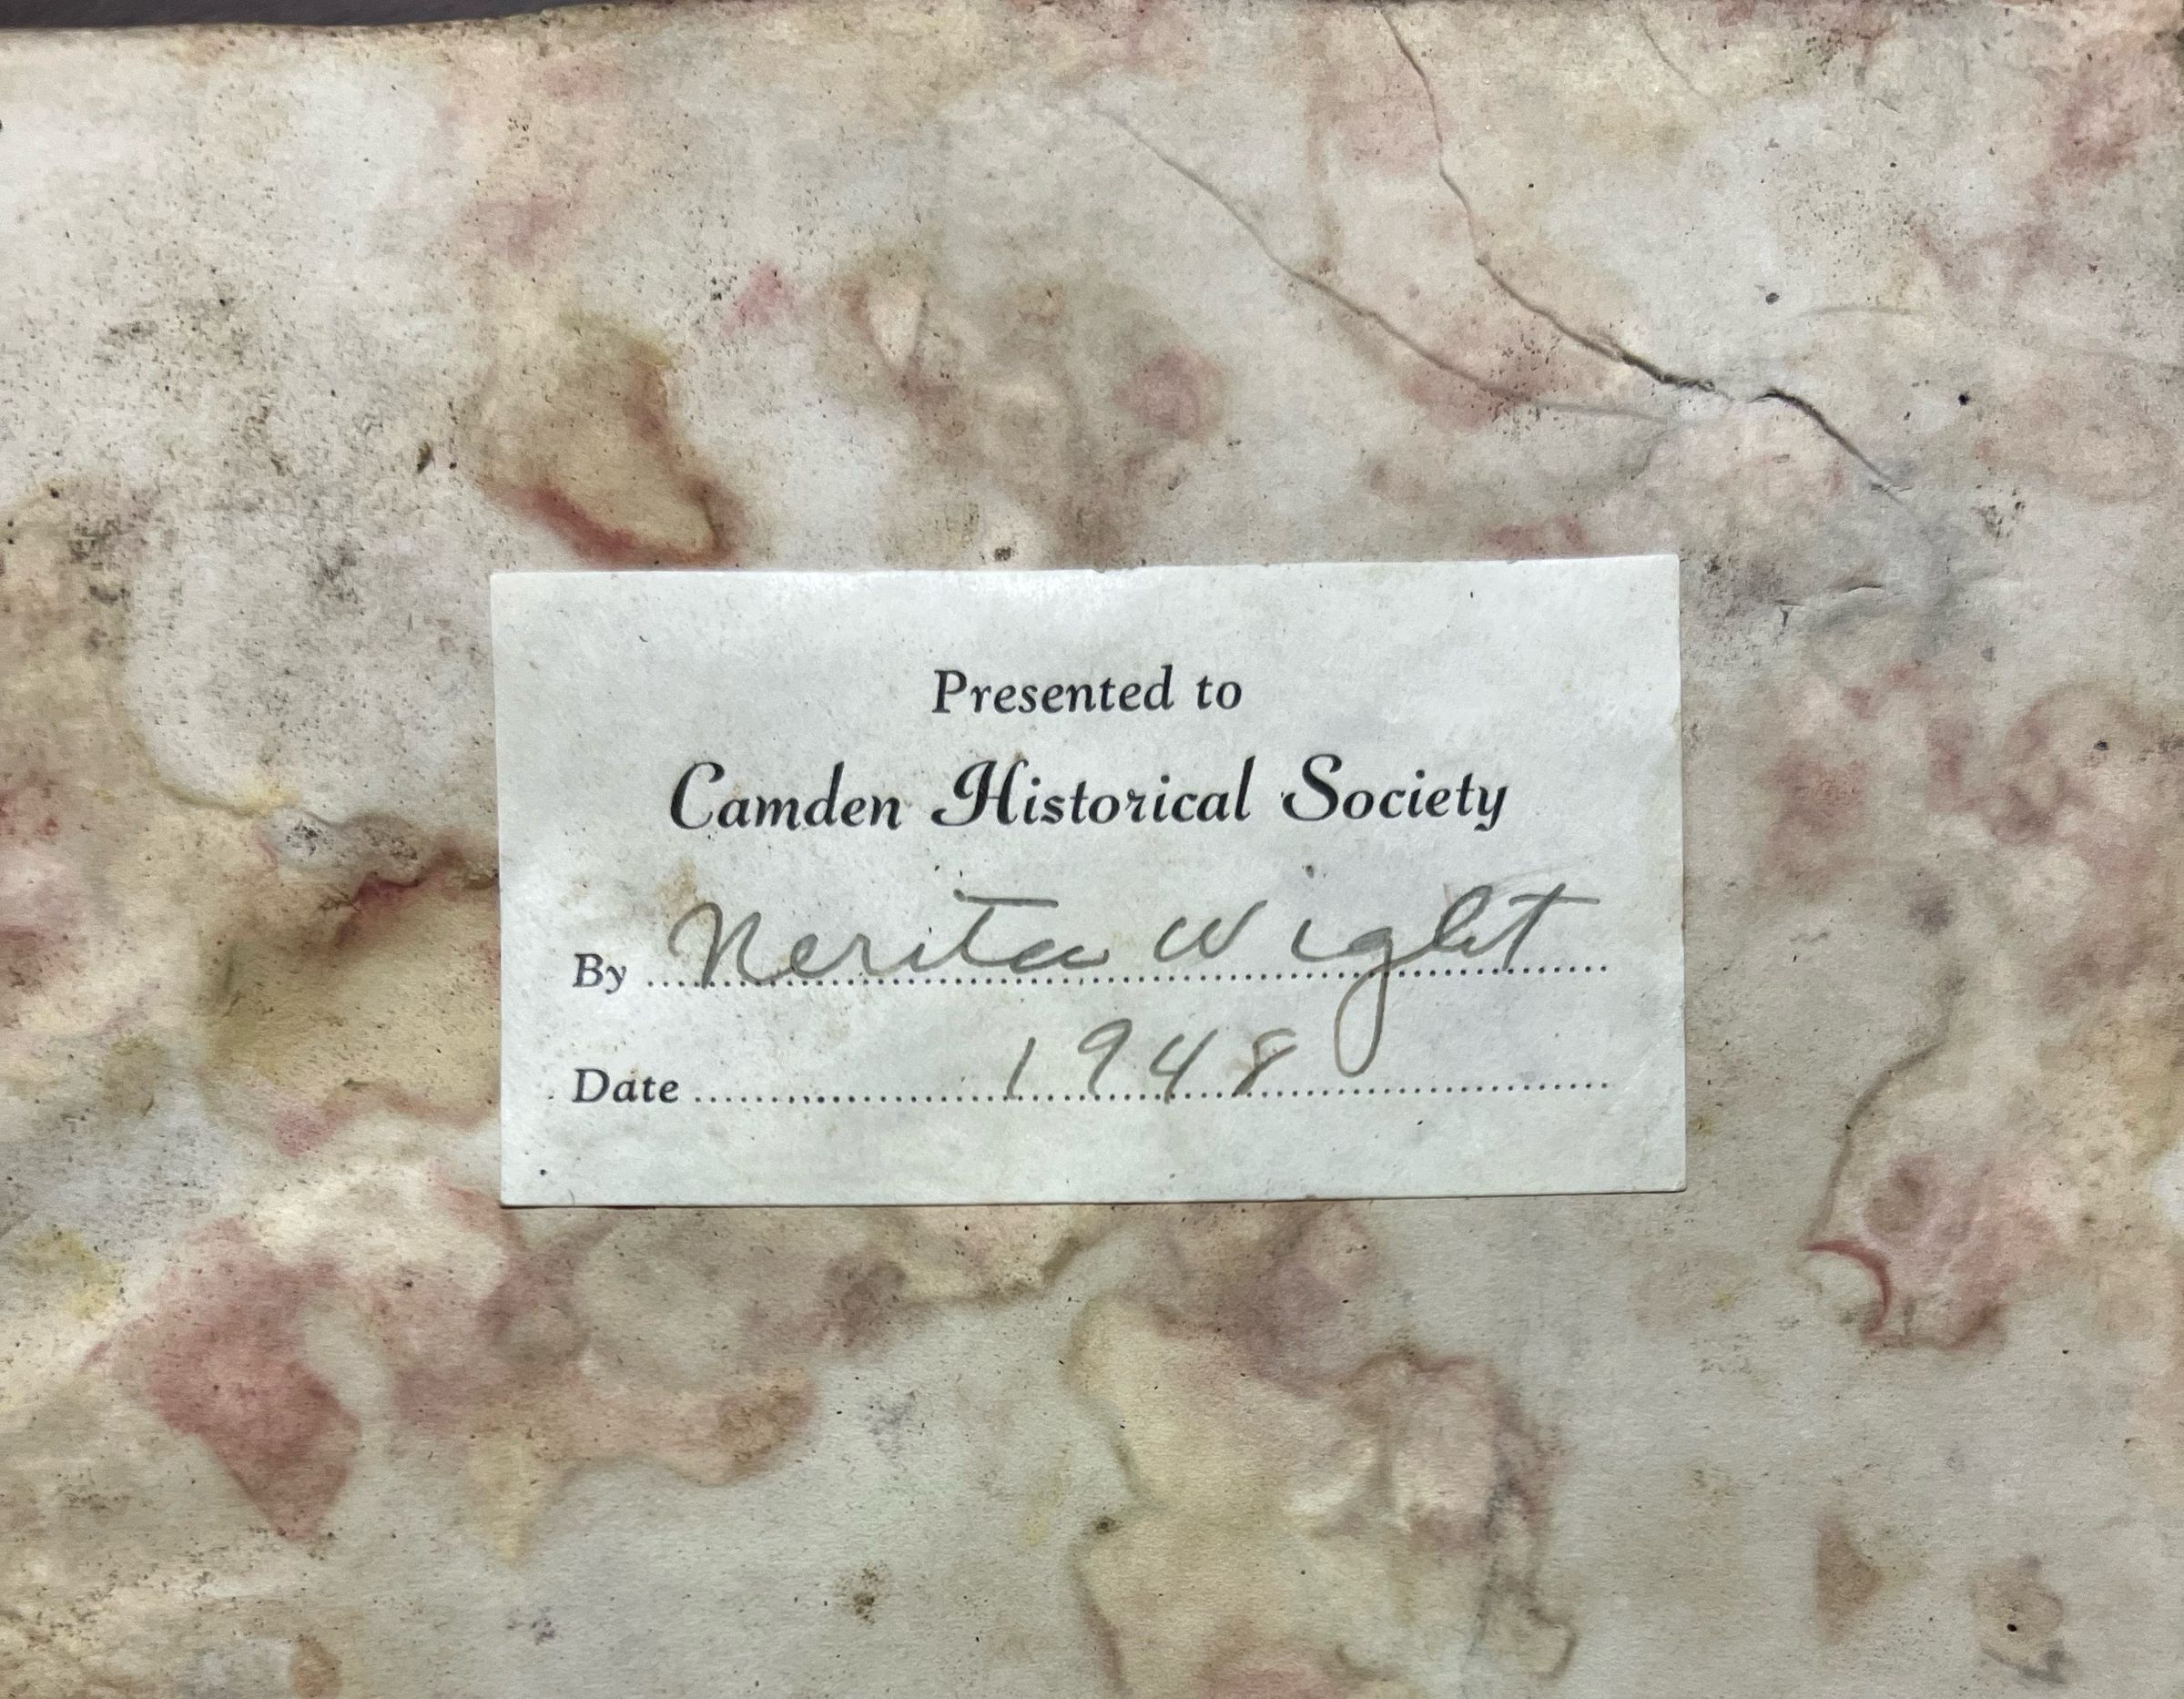 Presented to
Camden Historical Society
By Nerita Wight
Date 1948